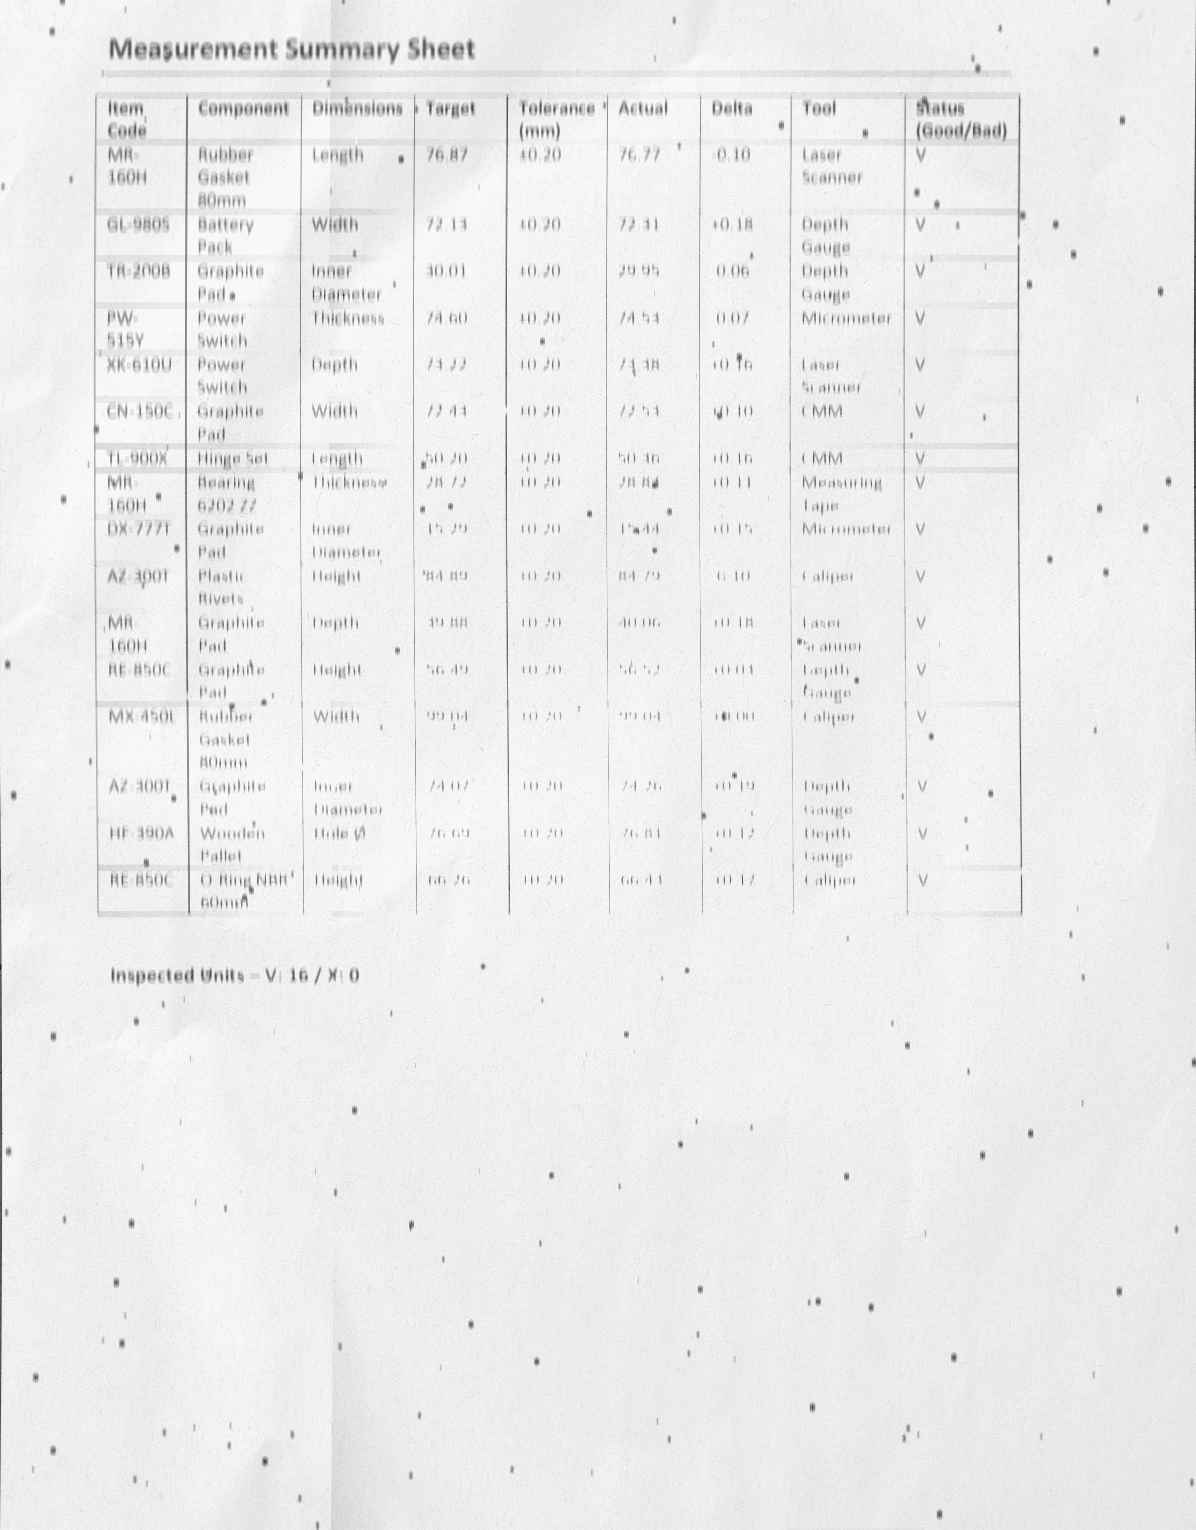 Measurement Summary Sheet
Item Component Dimensions Target Tolerance Actual Delta Tool Status
Code (mm) (Good/Bad)
MR- Rubber Length 76.87 ±0.20 76.77 -0.10 Laser V
160H Gasket Scanner
80mm
GL-980S Battery Width 72.13 ±0.20 72.31 +0.18 Depth V
Pack Gauge
TR-200B Graphite Inner 30.01 ±0.20 29.95 -0.06 Depth V
Pad Diameter Gauge
PW- Power Thickness 74.60 ±0.20 74.53 -0.07 Micrometer V
515Y Switch
XK-610U Power Depth ±0.20 +0.16 Laser V
Switch Scanner
CN-150C Graphite Width 72.43 ±0.20 72.53 +0.10 CMM V
Pad
TL-900X Hinge Set Length 50.20 ±0.20 50.36 +0.16 CMM V
MR- Bearing Thickness 28.72 ±0.20 28.83 +0.11 Measuring V
160H 6202 ZZ Tape
DX-777T Graphite Inner 15.29 ±0.20 15.44 +0.15 Micrometer V
Pad Diameter
AZ-300T Plastic Height 84.89 ±0.20 84.79 -0.10 Caliper V
Rivets
MR- Graphite Depth 39.88 ±0.20 40.06 +0.18 Laser V
160H Pad Scanner
RE-850C Graphite Height 56.49 ±0.20 56.52 +0.03 Depth V
Pad Gauge
MX-450L Rubber Width 99.04 ±0.20 99.04 +0.00 Caliper V
Gasket
80mm
AZ-300T Graphite Inner ±0.20 +0.19 Depth V
Pad Diameter Gauge
HF-390A Wooden Hole Ø 76.69 ±0.20 76.81 +0.12 Depth V
Pallet Gauge
RE-850C O-Ring NBR Height 66.26 ±0.20 66.43 +0.17 Caliper V
60mm
Inspected Units – V: 16 / X: 0